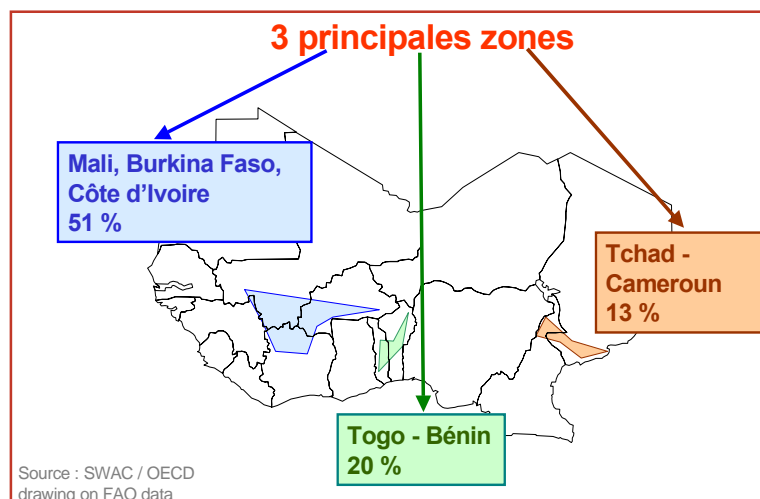 3 principales zones
Mali, Burkina Faso,
Côte d'Ivoire
51 %
Tchad -
Cameroun
13 %
Togo - Bénin
20 %
Source : SWAC / OECD
drawing on FAO data